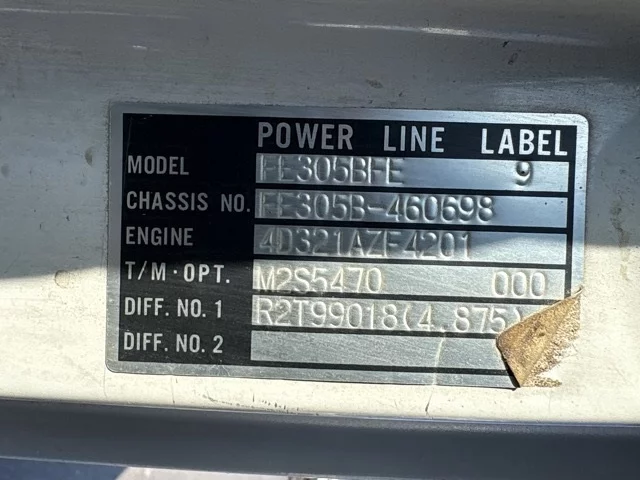 POWER LINE LABEL
MODEL FE305BFE 9
CHASSIS NO. FE305B-460698
ENGINE 4D321AZF4201
T/M·OPT. M2S5470 000
DIFF. NO. 1 R2T99018(4.875)
DIFF. NO. 2